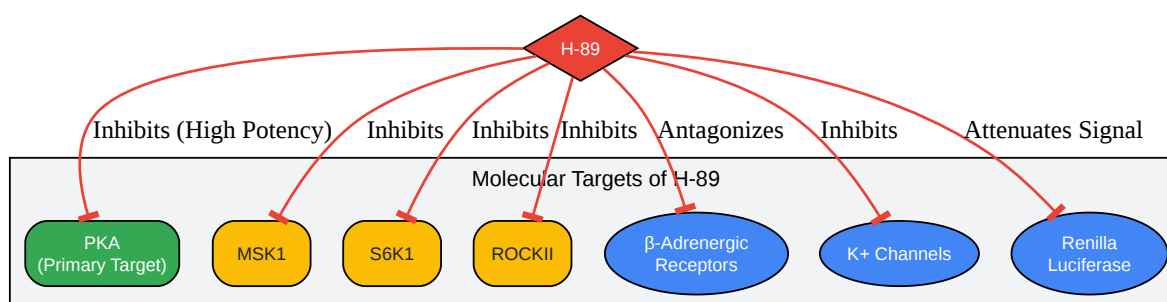 H-89
Inhibits (High Potency)
Inhibits
Inhibits
Inhibits
Antagonizes
Inhibits
Attenuates Signal
Molecular Targets of H-89
PKA
(Primary Target)
MSK1
S6K1
ROCKII
β-Adrenergic
Receptors
K+ Channels
Renilla
Luciferase